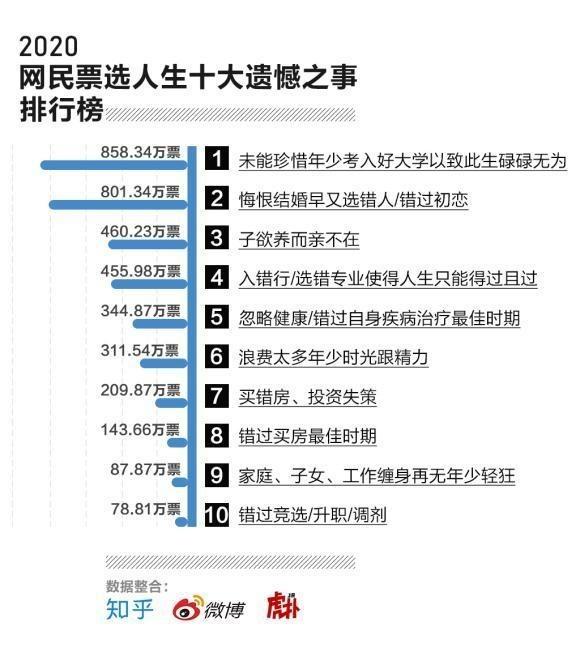 2020
网民票选人生十大遗憾之事
排行榜
858.34万票 1 未能珍惜年少考入好大学以致此生碌碌无为
801.34万票 2 悔恨结婚早又选错人/错过初恋
460.23万票 3 子欲养而亲不在
455.98万票 4 入错行/选错专业使得人生只能得过且过
344.87万票 5 忽略健康/错过自身疾病治疗最佳时期
311.54万票 6 浪费太多年少时光跟精力
209.87万票 7 买错房、投资失策
143.66万票 8 错过买房最佳时期
87.87万票 9 家庭、子女、工作缠身再无年少轻狂
78.81万票 10 错过竞选/升职/调剂
数据整合：
知乎 微博 虎扑